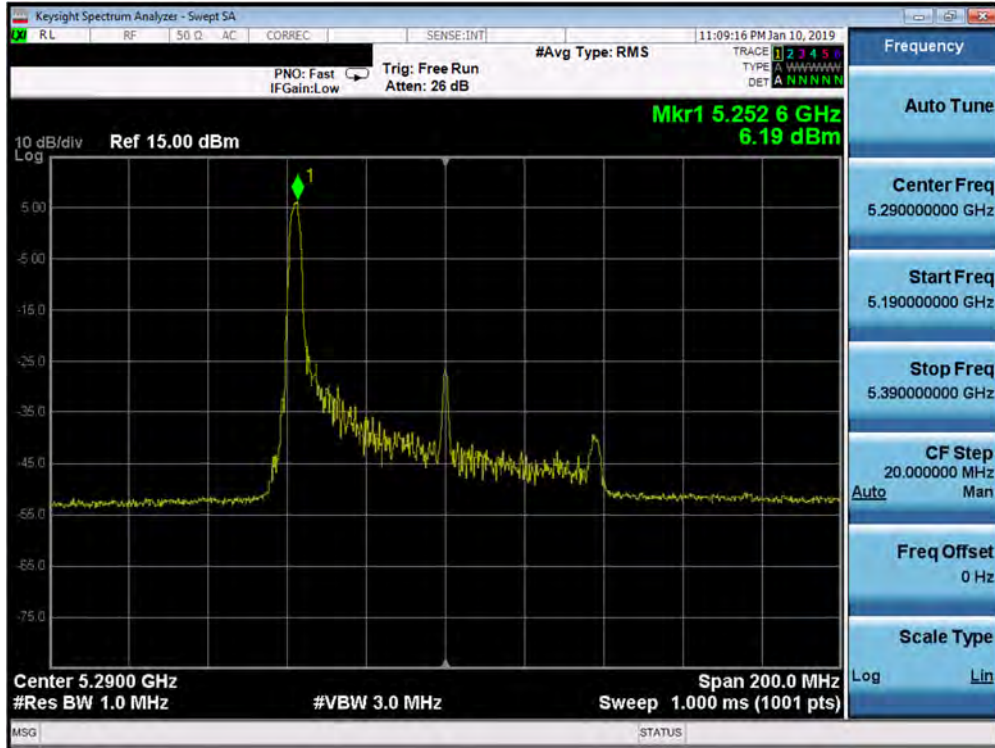 Keysight Spectrum Analyzer - Swept SA
LXI RL RF 50 Ω AC CORREC SENSE:INT 11:09:16 PM Jan 10, 2019
#Avg Type: RMS
TRACE 1 2 3 4 5 6
PNO: Fast Trig: Free Run
TYPE A WWWWW
IFGain:Low Atten: 26 dB
DET A N N N N N
Mkr1 5.252 6 GHz
6.19 dBm
10 dB/div Ref 15.00 dBm
Log
1
5.00
-5.00
-15.0
-25.0
-35.0
-45.0
-55.0
-65.0
-75.0
Center 5.2900 GHz Span 200.0 MHz
#Res BW 1.0 MHz #VBW 3.0 MHz Sweep 1.000 ms (1001 pts)
MSG STATUS
Frequency
Auto Tune
Center Freq
5.290000000 GHz
Start Freq
5.190000000 GHz
Stop Freq
5.390000000 GHz
CF Step
20.000000 MHz
Auto Man
Freq Offset
0 Hz
Scale Type
Log Lin